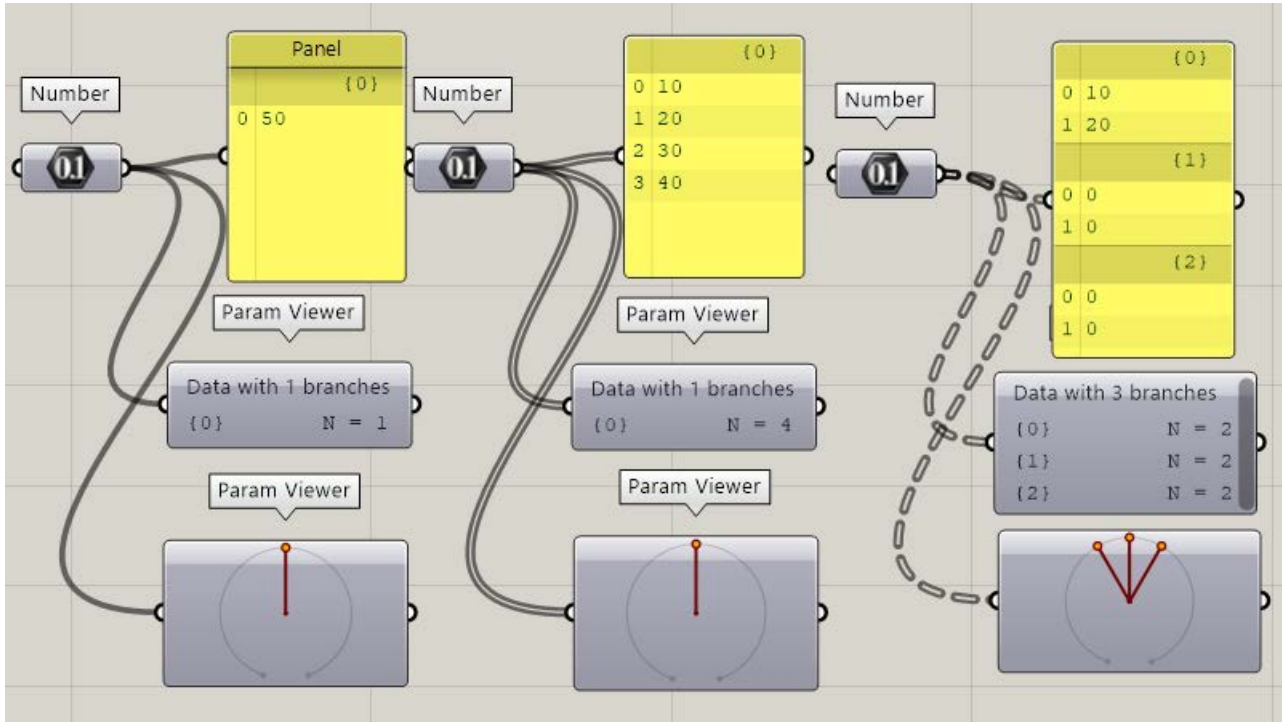 Number
0.1
Panel
{0}
0 50
Param Viewer
Data with 1 branches
{0} N = 1
Param Viewer
Number
0.1
{0}
0 10
1 20
2 30
3 40
Param Viewer
Data with 1 branches
{0} N = 4
Param Viewer
Number
0.1
{0}
0 10
1 20
{1}
0 0
1 0
{2}
0 0
1 0
Data with 3 branches
{0} N = 2
{1} N = 2
{2} N = 2